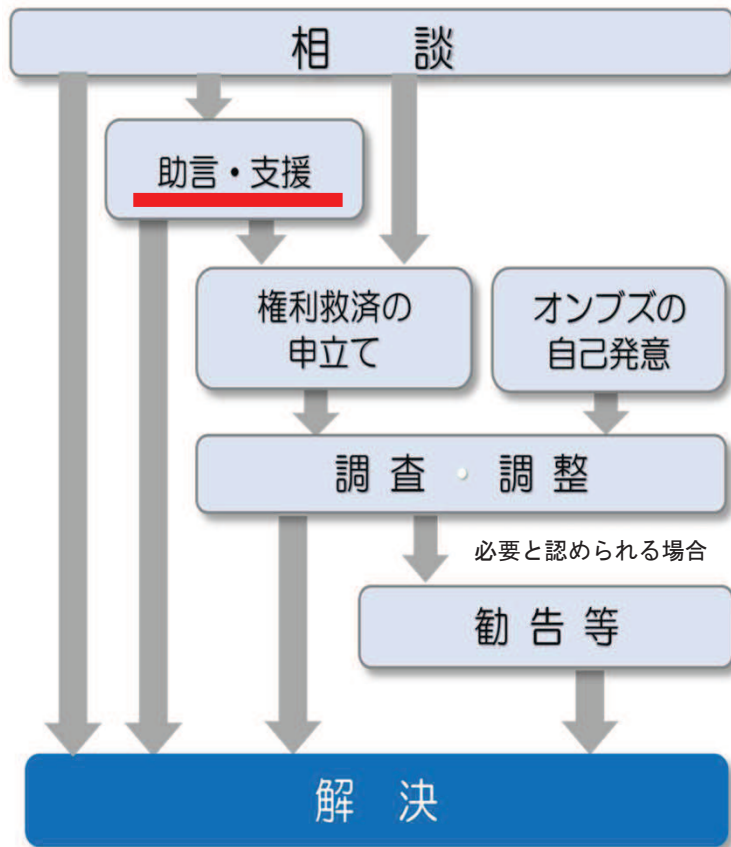 相 談
助言・支援
権利救済の
申立て
オンブズの
自己発意
調 査 ・ 調 整
必要と認められる場合
勧 告 等
解 決